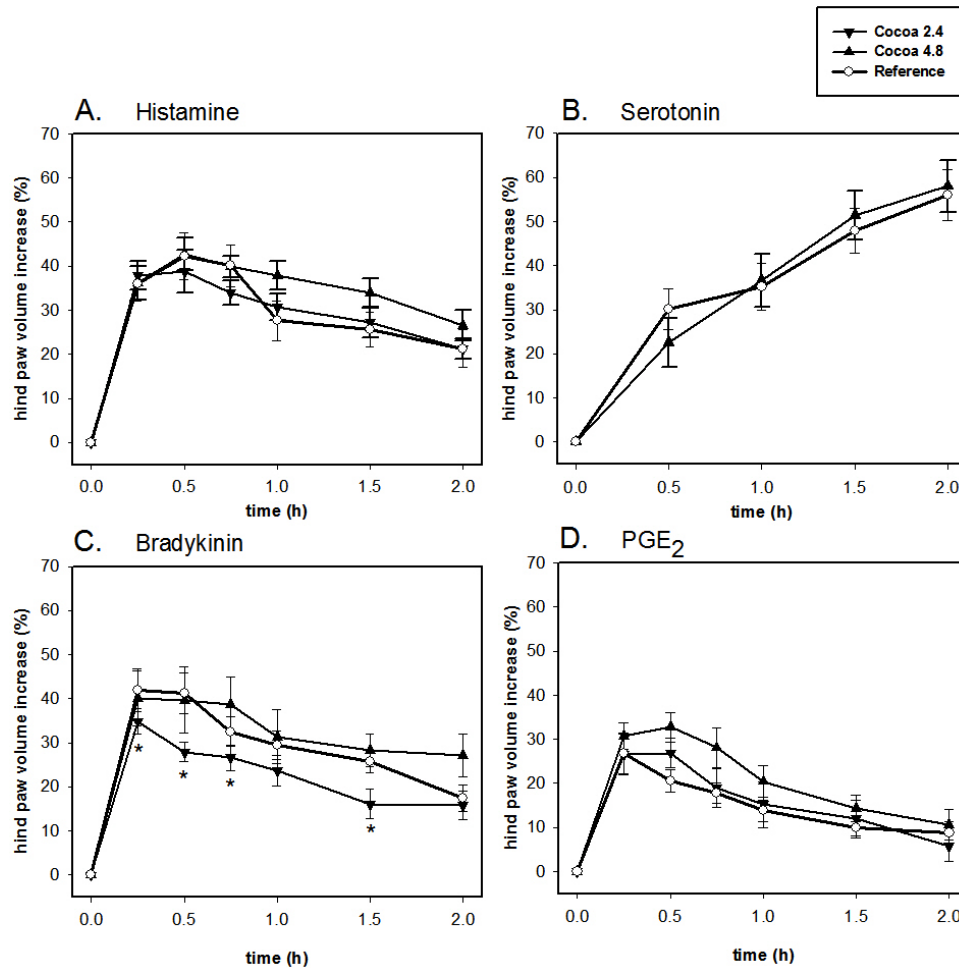 Cocoa 2.4
Cocoa 4.8
Reference
A. Histamine
hind paw volume increase (%)
70
60
50
40
30
20
10
0
0.0 0.5 1.0 1.5 2.0
time (h)
B. Serotonin
hind paw volume increase (%)
70
60
50
40
30
20
10
0
0.0 0.5 1.0 1.5 2.0
time (h)
C. Bradykinin
hind paw volume increase (%)
70
60
50
40
30
20
10
0
* * * *
0.0 0.5 1.0 1.5 2.0
time (h)
D. PGE2
hind paw volume increase (%)
70
60
50
40
30
20
10
0
0.0 0.5 1.0 1.5 2.0
time (h)